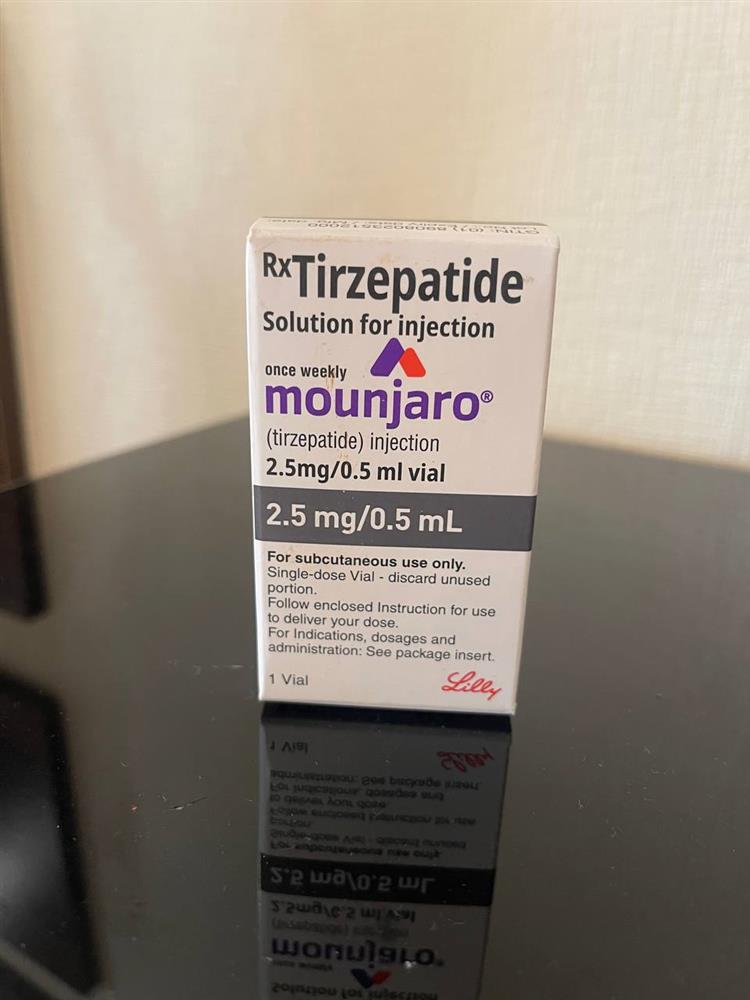 RxTirzepatide
Solution for injection
once weekly
mounjaro®
(tirzepatide) injection
2.5mg/0.5 ml vial
2.5 mg/0.5 mL
For subcutaneous use only.
Single-dose Vial - discard unused
portion.
Follow enclosed Instruction for use
to deliver your dose.
For Indications, dosages and
administration: See package insert.
1 Vial
Lilly